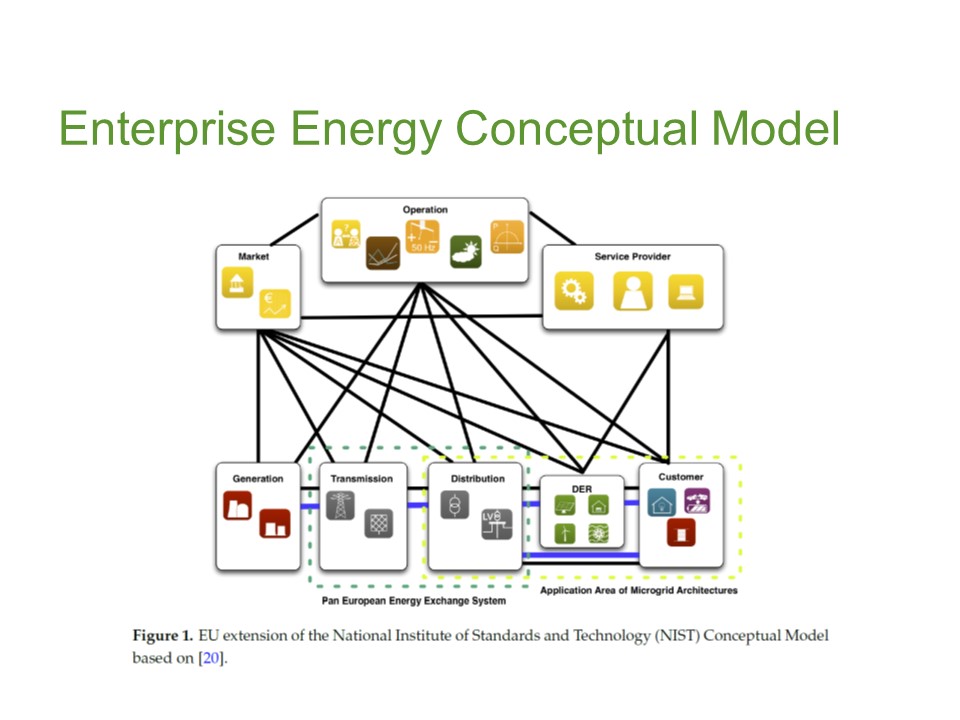 Enterprise Energy Conceptual Model
Operation
?
+ −
50 Hz
P
Q
Market
€
Service Provider
Generation
Transmission
Distribution
LV
DER
Customer
Pan European Energy Exchange System
Application Area of Microgrid Architectures
Figure 1. EU extension of the National Institute of Standards and Technology (NIST) Conceptual Model
based on [20].